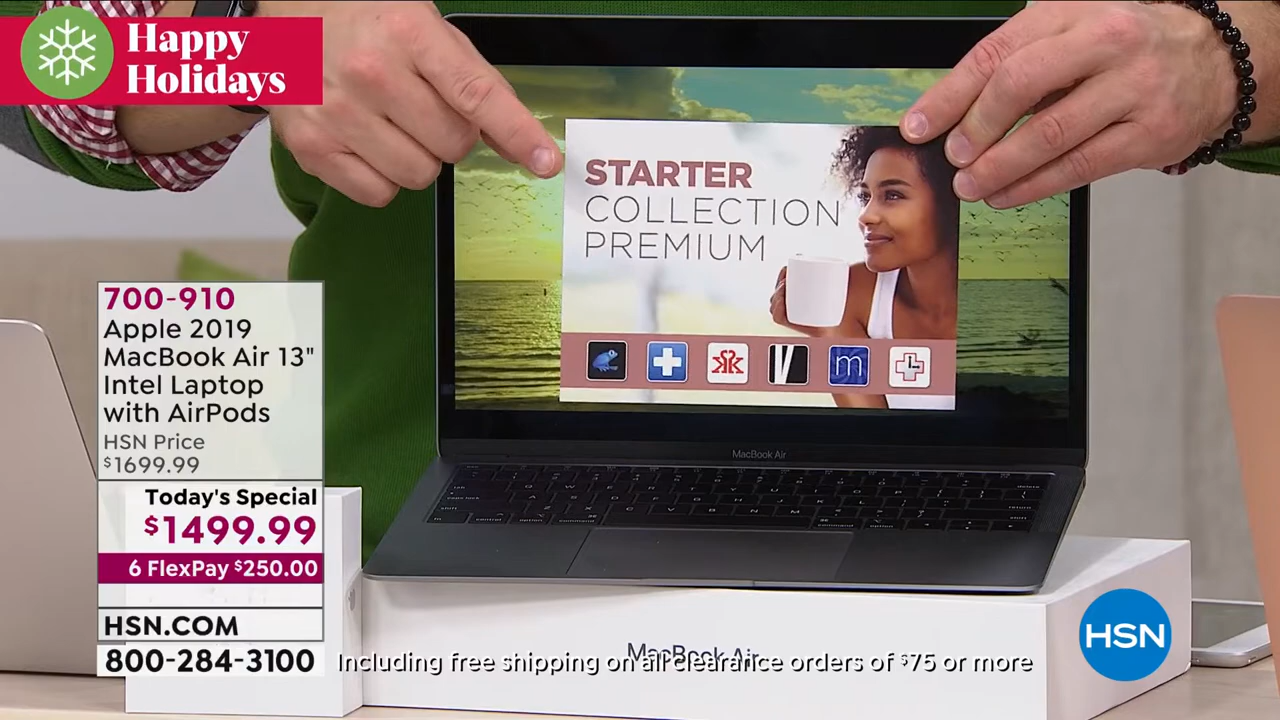 Happy
Holidays
STARTER
COLLECTION
PREMIUM
m
MacBook Air
700-910
Apple 2019
MacBook Air 13"
Intel Laptop
with AirPods
HSN Price
$1699.99
Today's Special
$1499.99
6 FlexPay $250.00
HSN.COM
800-284-3100
MacBook Air
Including free shipping on all clearance orders of $75 or more
HSN